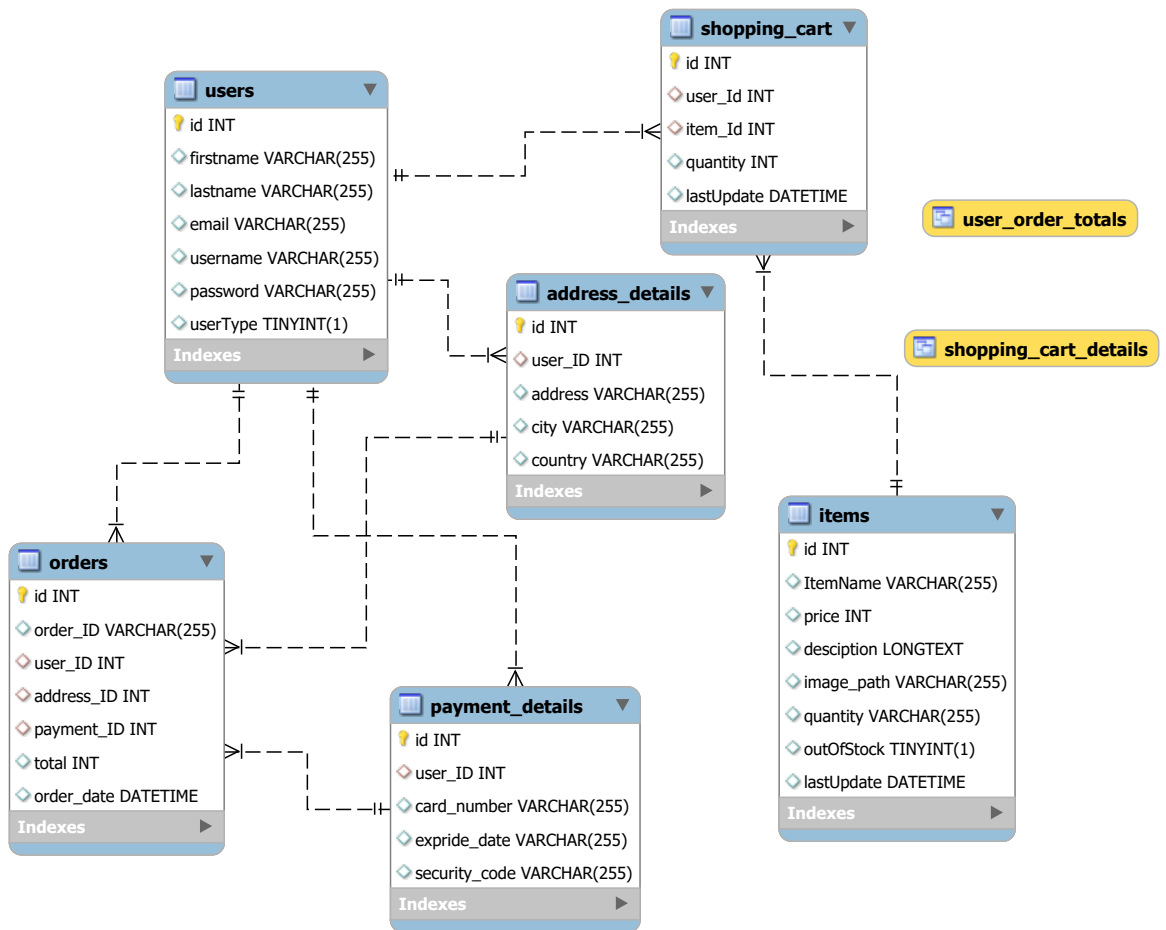 users
id INT
firstname VARCHAR(255)
lastname VARCHAR(255)
email VARCHAR(255)
username VARCHAR(255)
password VARCHAR(255)
userType TINYINT(1)
Indexes
shopping_cart
id INT
user_Id INT
item_Id INT
quantity INT
lastUpdate DATETIME
Indexes
user_order_totals
shopping_cart_details
address_details
id INT
user_ID INT
address VARCHAR(255)
city VARCHAR(255)
country VARCHAR(255)
Indexes
orders
id INT
order_ID VARCHAR(255)
user_ID INT
address_ID INT
payment_ID INT
total INT
order_date DATETIME
Indexes
payment_details
id INT
user_ID INT
card_number VARCHAR(255)
expride_date VARCHAR(255)
security_code VARCHAR(255)
Indexes
items
id INT
ItemName VARCHAR(255)
price INT
desciption LONGTEXT
image_path VARCHAR(255)
quantity VARCHAR(255)
outOfStock TINYINT(1)
lastUpdate DATETIME
Indexes